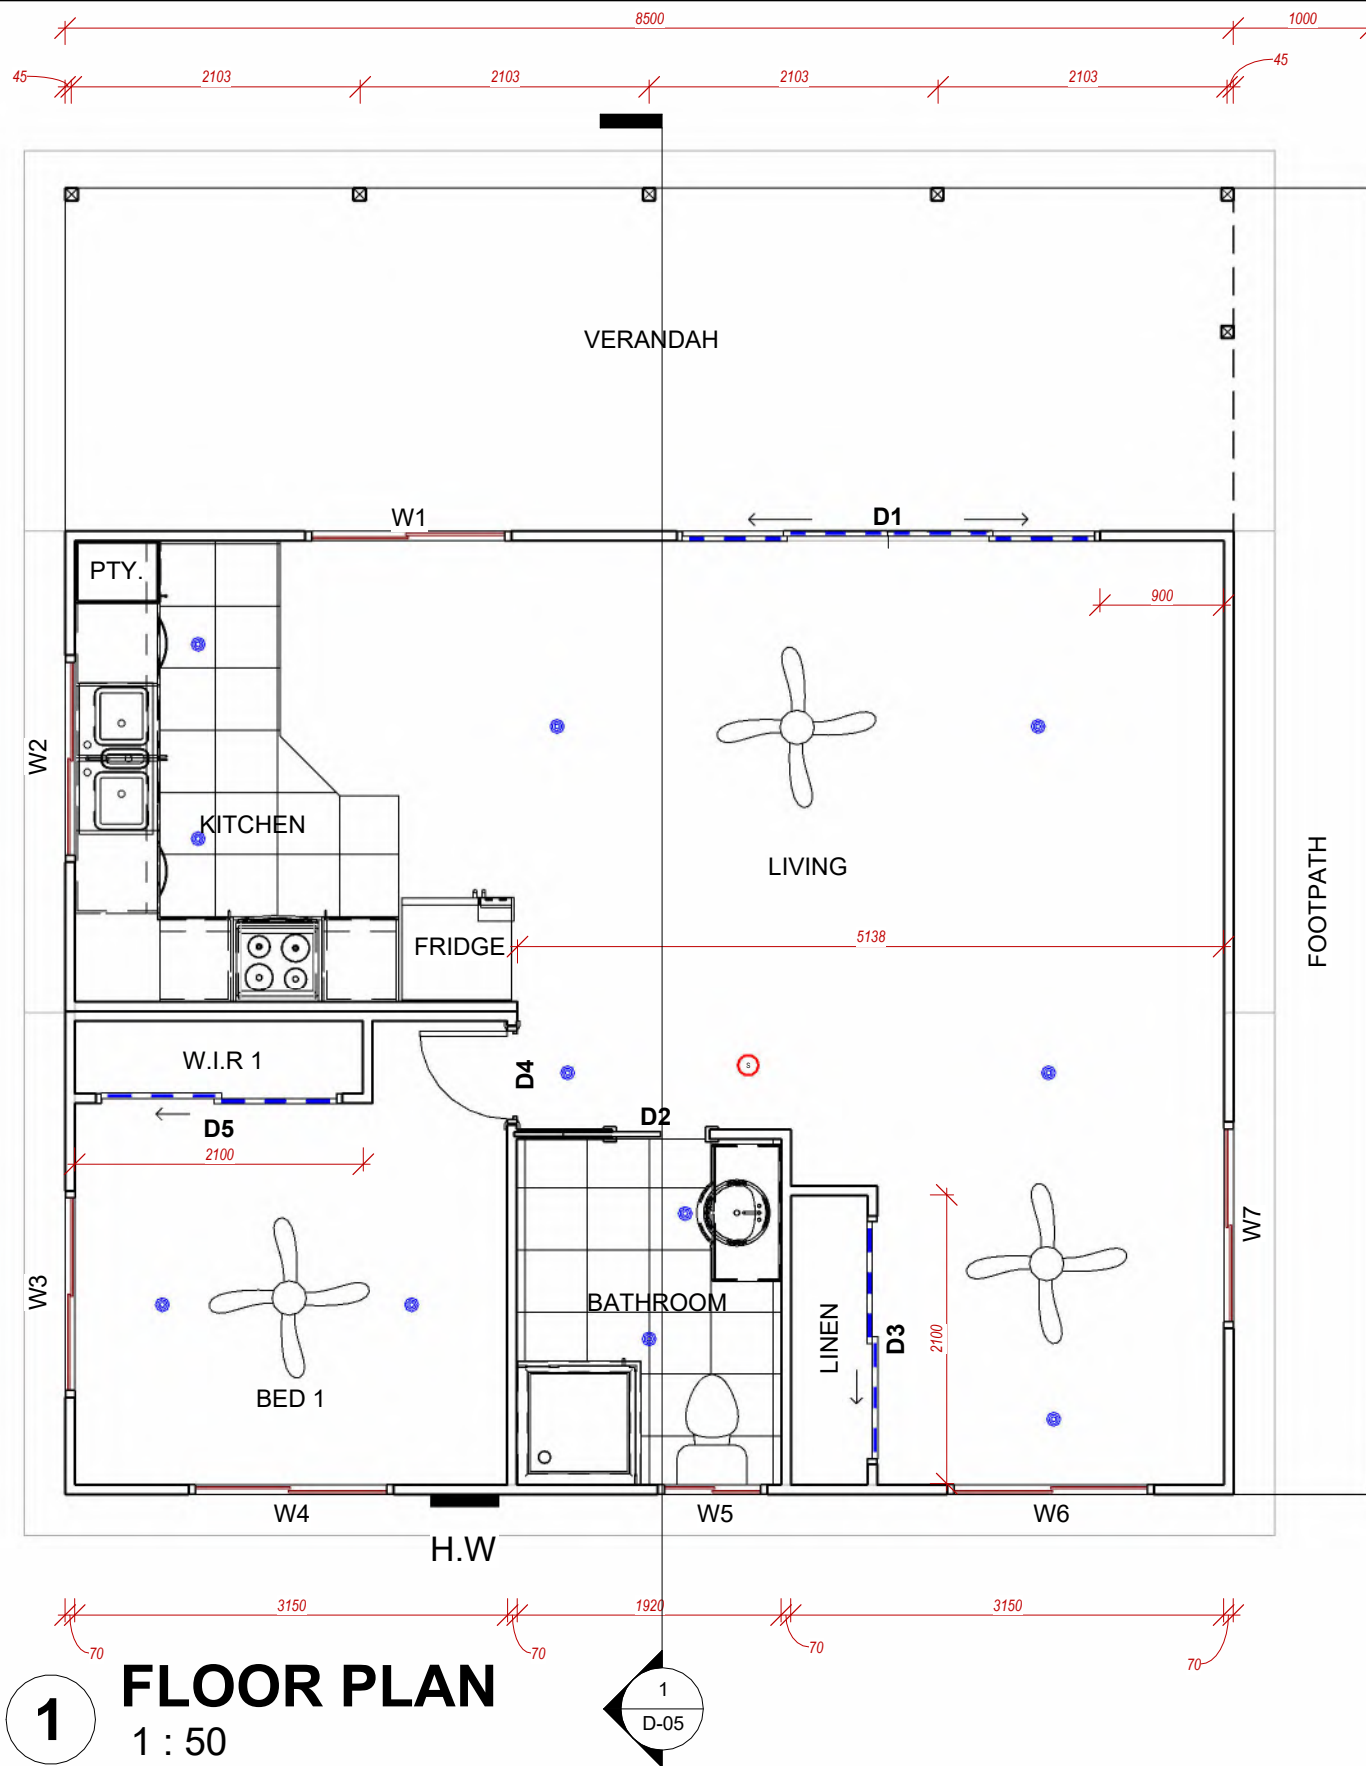 8500
1000
45
2103
2103
2103
2103
45
VERANDAH
W1
D1
PTY.
900
W2
KITCHEN
LIVING
FOOTPATH
FRIDGE
5138
W.I.R 1
D4
S
D5
D2
2100
W7
W3
BATHROOM
LINEN
D3
2100
BED 1
W4
W5
W6
H.W
3150
1920
3150
70
70
70
70
1
FLOOR PLAN
1 : 50
1
D-05